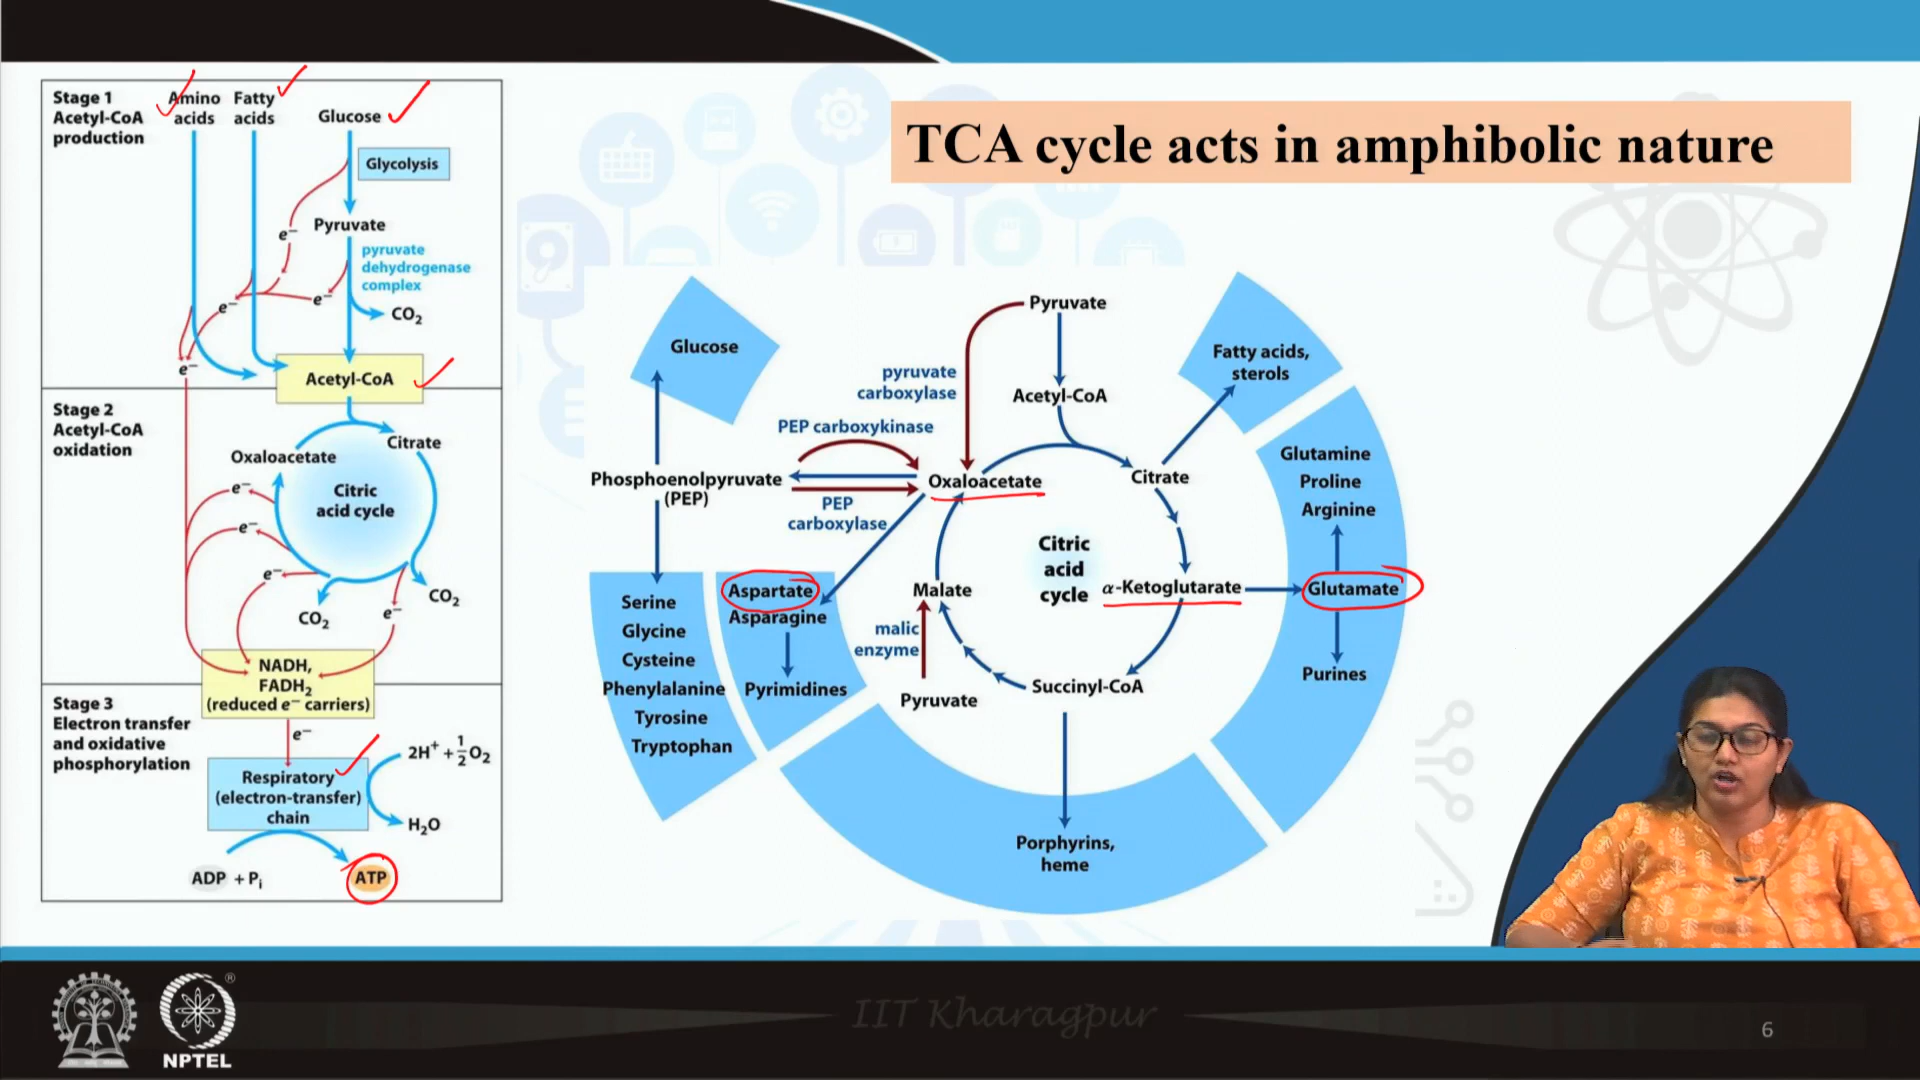 TCA cycle acts in amphibolic nature
Stage 1
Acetyl-CoA
production
Amino
acids
Fatty
acids
Glucose
Glycolysis
Pyruvate
e⁻
pyruvate
dehydrogenase
complex
e⁻
e⁻
CO₂
e⁻
Acetyl-CoA
Stage 2
Acetyl-CoA
oxidation
Citrate
Oxaloacetate
e⁻
Citric
acid cycle
e⁻
e⁻
CO₂
e⁻
CO₂
NADH,
FADH₂
(reduced e⁻ carriers)
Stage 3
Electron transfer
and oxidative
phosphorylation
e⁻
2H⁺ + ½O₂
Respiratory
(electron-transfer)
chain
H₂O
ADP + Pᵢ
ATP
Glucose
Pyruvate
Fatty acids,
sterols
pyruvate
carboxylase
Acetyl-CoA
PEP carboxykinase
Phosphoenolpyruvate
(PEP)
PEP
carboxylase
Oxaloacetate
Citrate
Glutamine
Proline
Arginine
Citric
acid
cycle
Malate
α-Ketoglutarate
Glutamate
Purines
Aspartate
Asparagine
Pyrimidines
Serine
Glycine
Cysteine
Phenylalanine
Tyrosine
Tryptophan
malic
enzyme
Pyruvate
Succinyl-CoA
Porphyrins,
heme
NPTEL
®
IIT Kharagpur
6